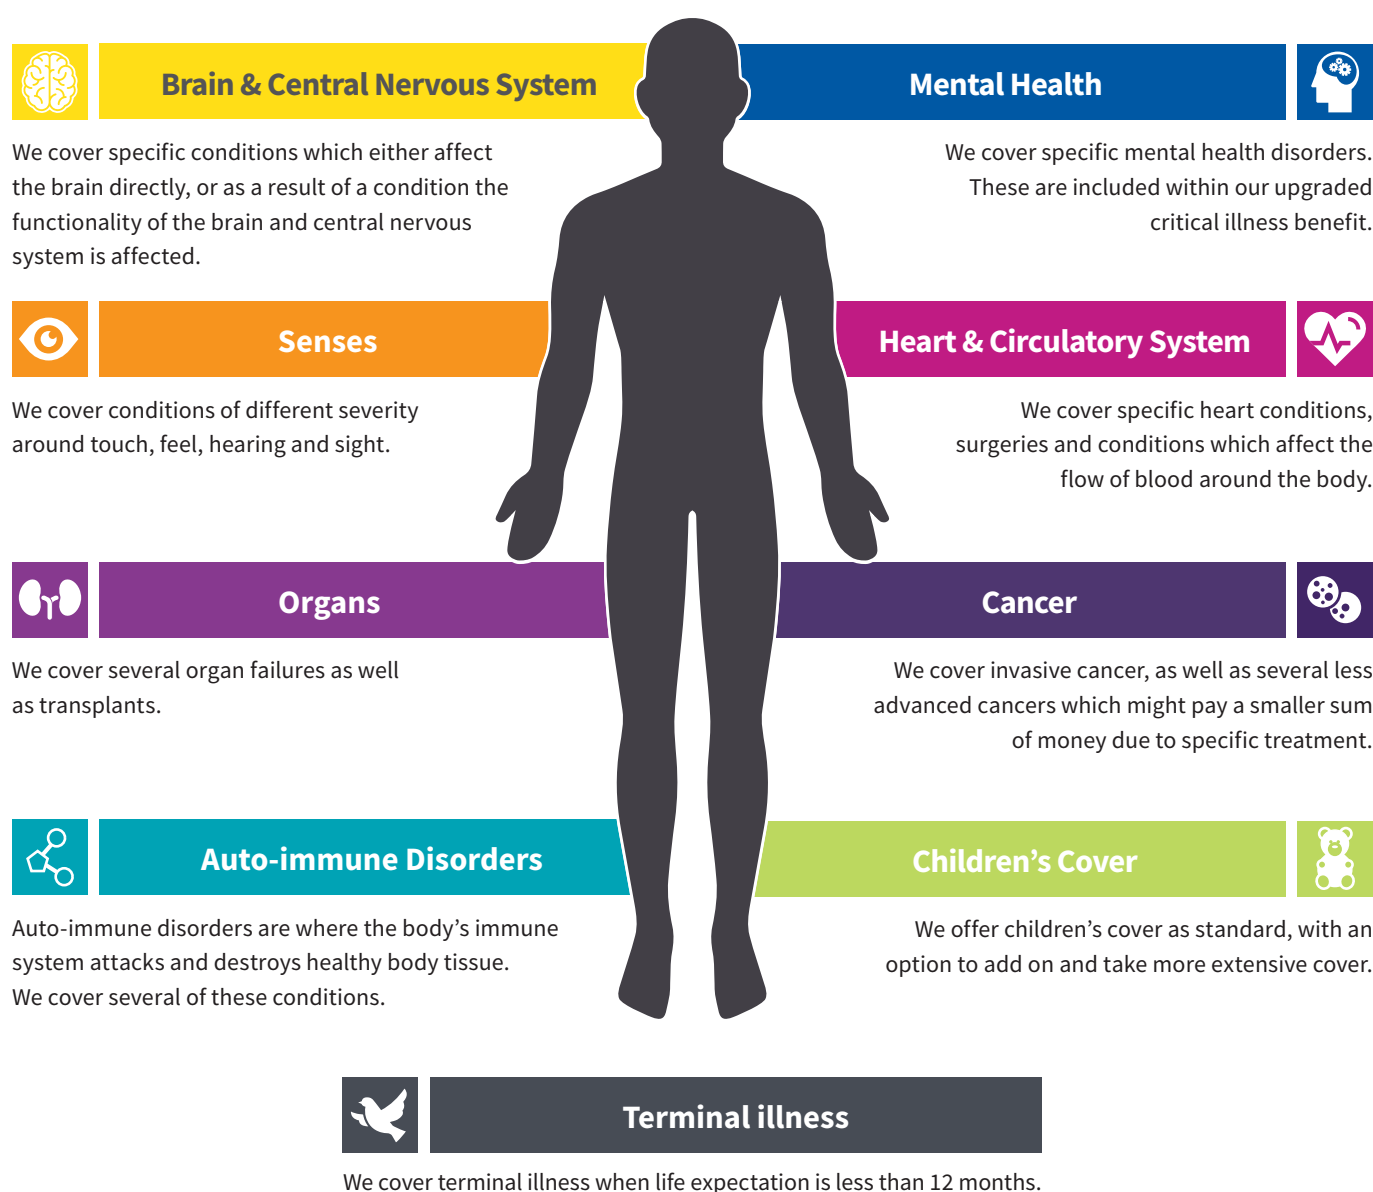 Brain & Central Nervous System
We cover specific conditions which either affect
the brain directly, or as a result of a condition the
functionality of the brain and central nervous
system is affected.
Mental Health
We cover specific mental health disorders.
These are included within our upgraded
critical illness benefit.
Senses
We cover conditions of different severity
around touch, feel, hearing and sight.
Heart & Circulatory System
We cover specific heart conditions,
surgeries and conditions which affect the
flow of blood around the body.
Organs
We cover several organ failures as well
as transplants.
Cancer
We cover invasive cancer, as well as several less
advanced cancers which might pay a smaller sum
of money due to specific treatment.
Auto-immune Disorders
Auto-immune disorders are where the body’s immune
system attacks and destroys healthy body tissue.
We cover several of these conditions.
Children’s Cover
We offer children’s cover as standard, with an
option to add on and take more extensive cover.
Terminal illness
We cover terminal illness when life expectation is less than 12 months.